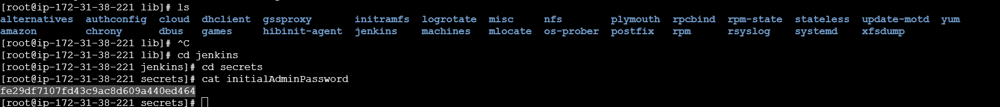 [root@ip-172-31-38-221 lib]# ls
alternatives authconfig cloud dhclient gssproxy initramfs logrotate misc nfs plymouth rpcbind rpm-state stateless update-motd yum
amazon chrony dbus games hibinit-agent jenkins machines mlocate os-prober postfix rpm rsyslog systemd xfsdump
[root@ip-172-31-38-221 lib]# ^C
[root@ip-172-31-38-221 lib]# cd jenkins
[root@ip-172-31-38-221 jenkins]# cd secrets
[root@ip-172-31-38-221 secrets]# cat initialAdminPassword
fe29df7107fd43c9ac8d609a440ed464
[root@ip-172-31-38-221 secrets]#